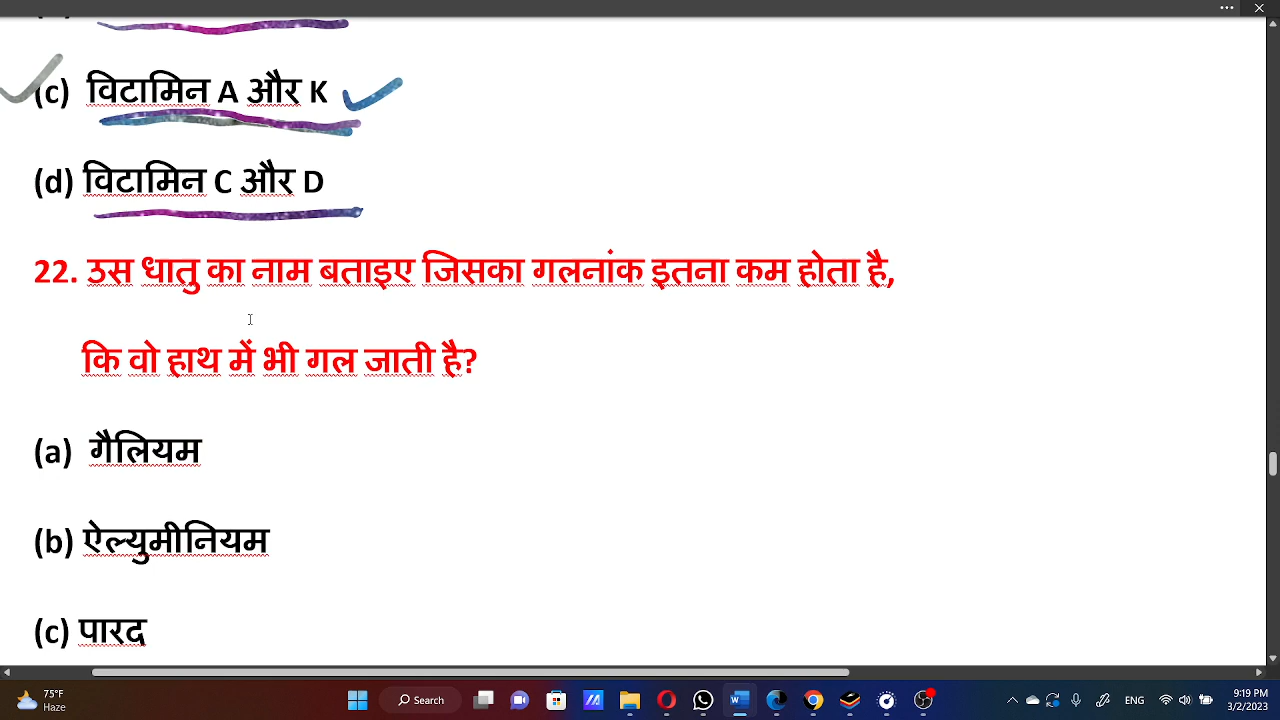 (c) विटामिन A और K
(d) विटामिन C और D
22. उस धातु का नाम बताइए जिसका गलनांक इतना कम होता है,
कि वो हाथ में भी गल जाती है?
(a) गैलियम
(b) ऐल्युमीनियम
(c) पारद
75°F
Haze
Search
ENG
9:19 PM
3/2/2023